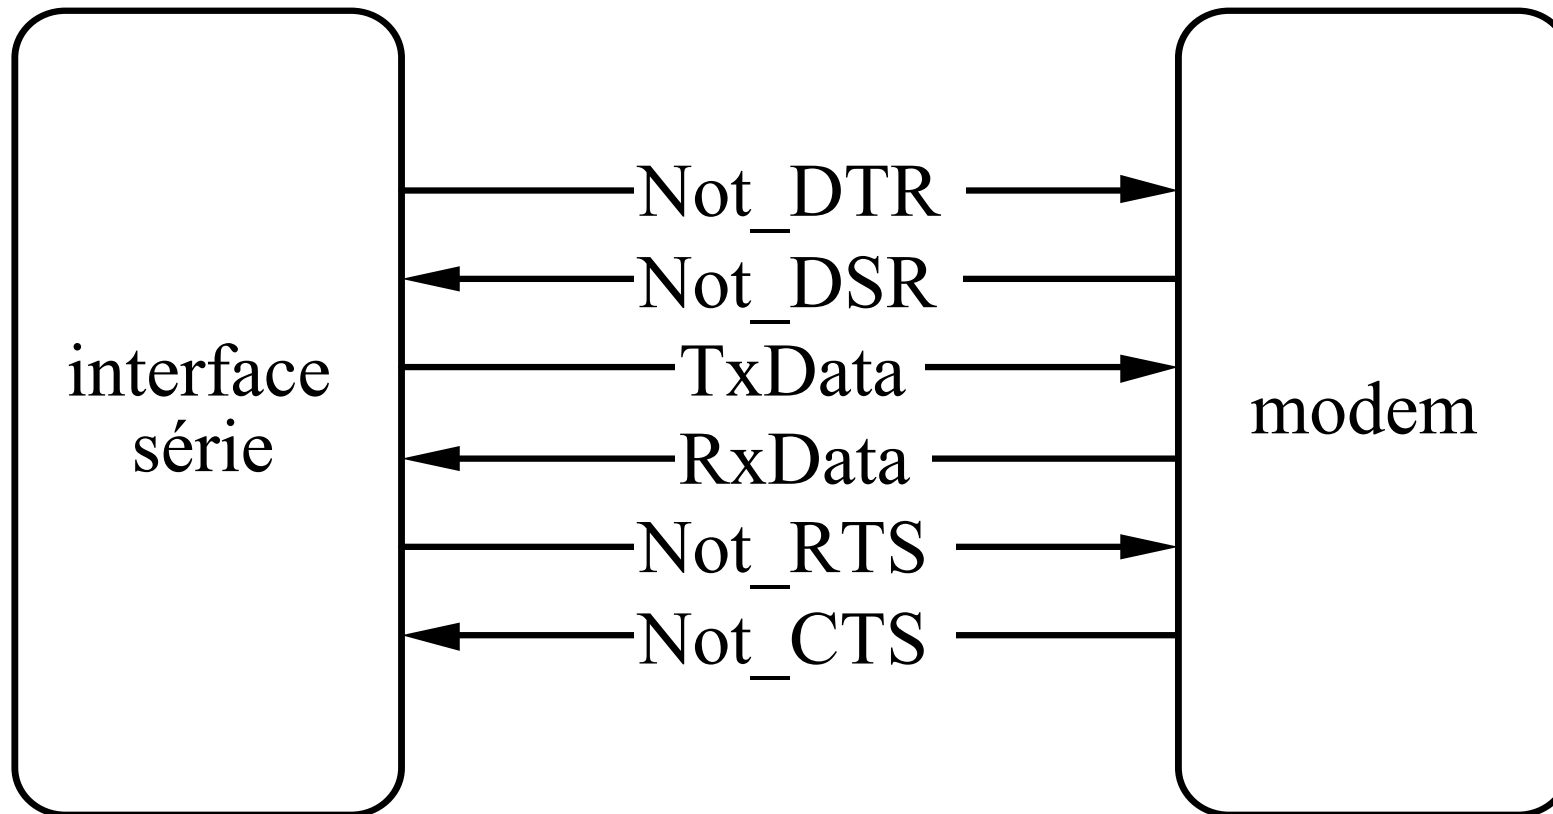 interface
série
Not_DTR
Not_DSR
TxData
RxData
Not_RTS
Not_CTS
modem